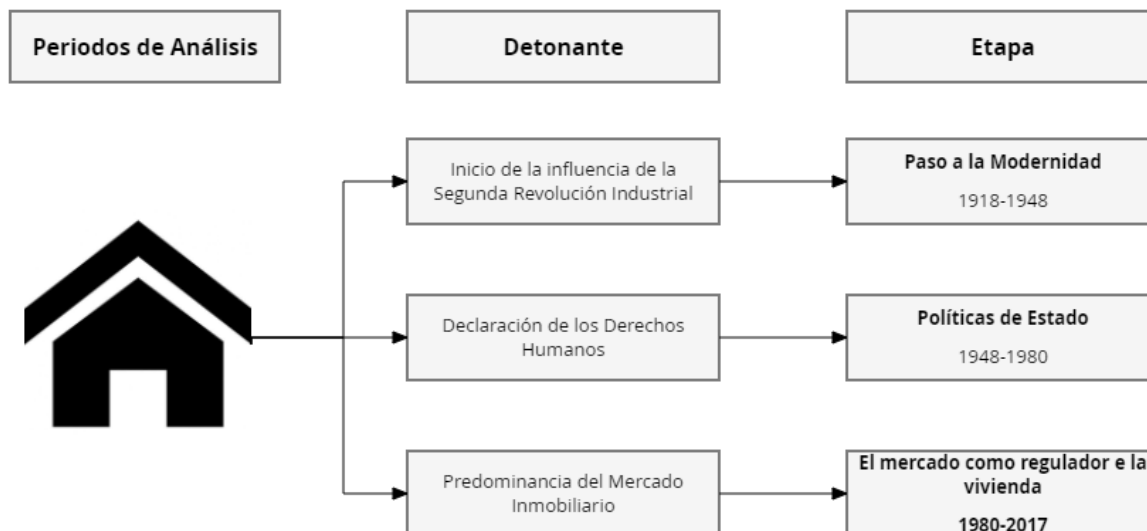 Periodos de Análisis
Detonante
Etapa
Inicio de la influencia de la
Segunda Revolución Industrial
Paso a la Modernidad
1918-1948
Declaración de los Derechos
Humanos
Políticas de Estado
1948-1980
Predominancia del Mercado
Inmobiliario
El mercado como regulador e la
vivienda
1980-2017